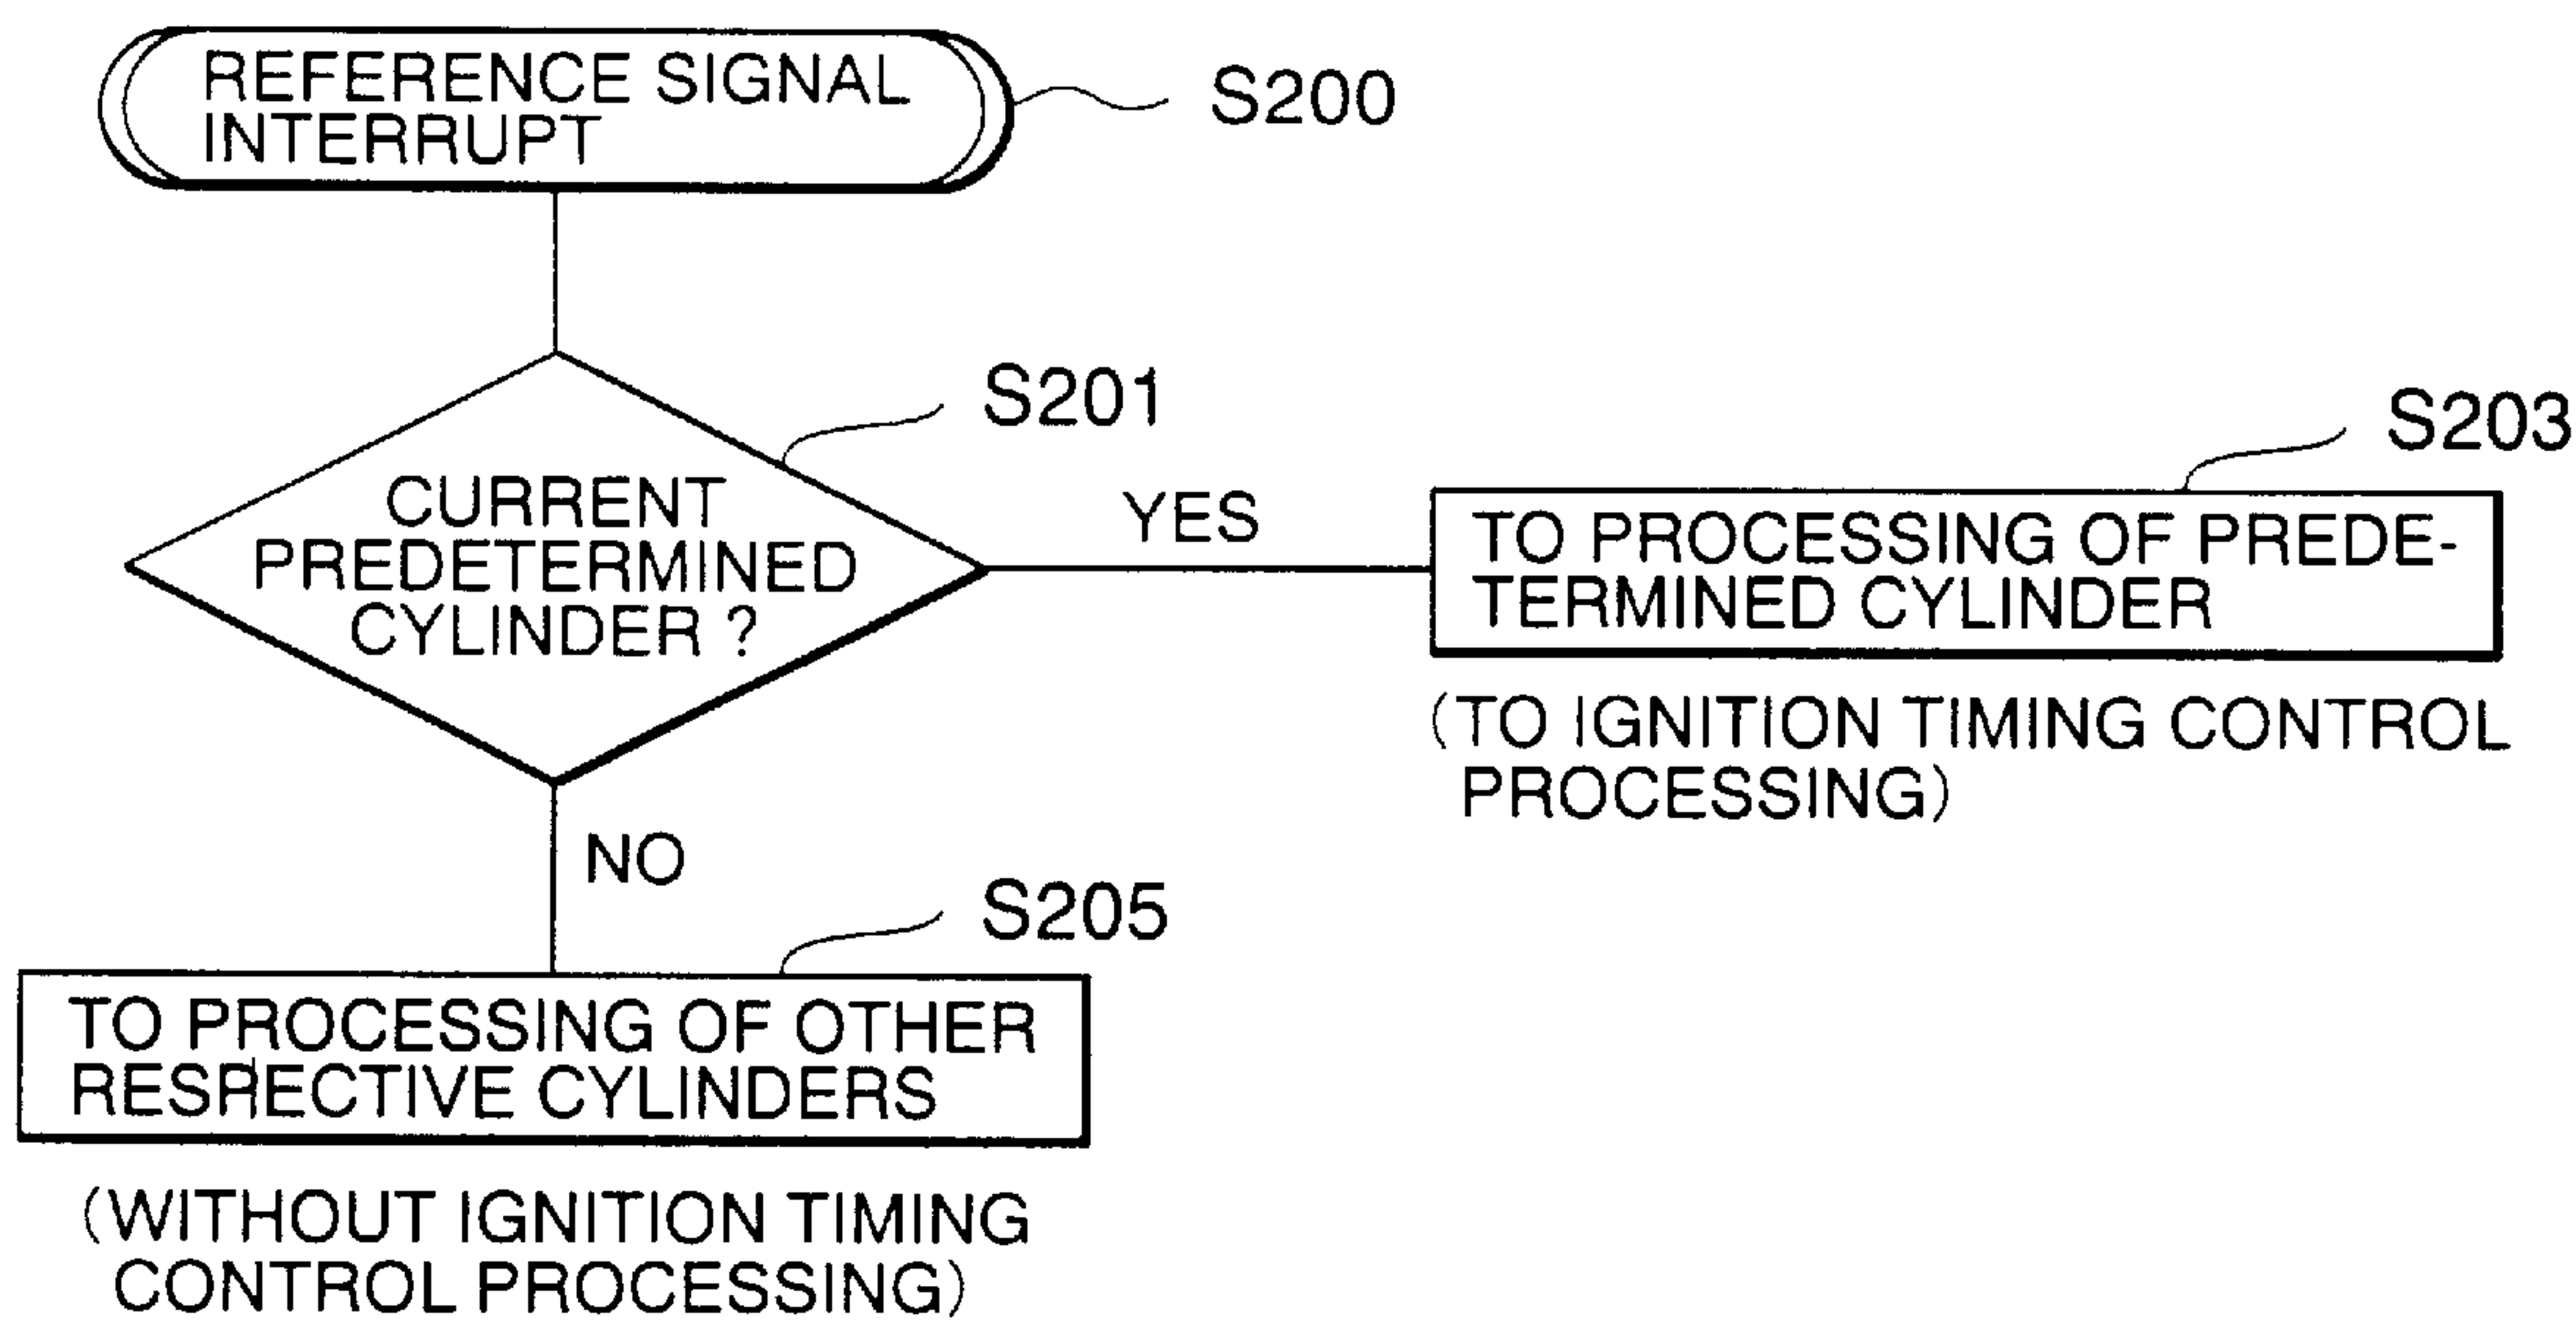 REFERENCE SIGNAL
INTERRUPT
S200
S201
CURRENT
PREDETERMINED
CYLINDER ?
YES
S203
TO PROCESSING OF PREDE-
TERMINED CYLINDER
(TO IGNITION TIMING CONTROL
PROCESSING)
NO
S205
TO PROCESSING OF OTHER
RESPECTIVE CYLINDERS
(WITHOUT IGNITION TIMING
CONTROL PROCESSING)